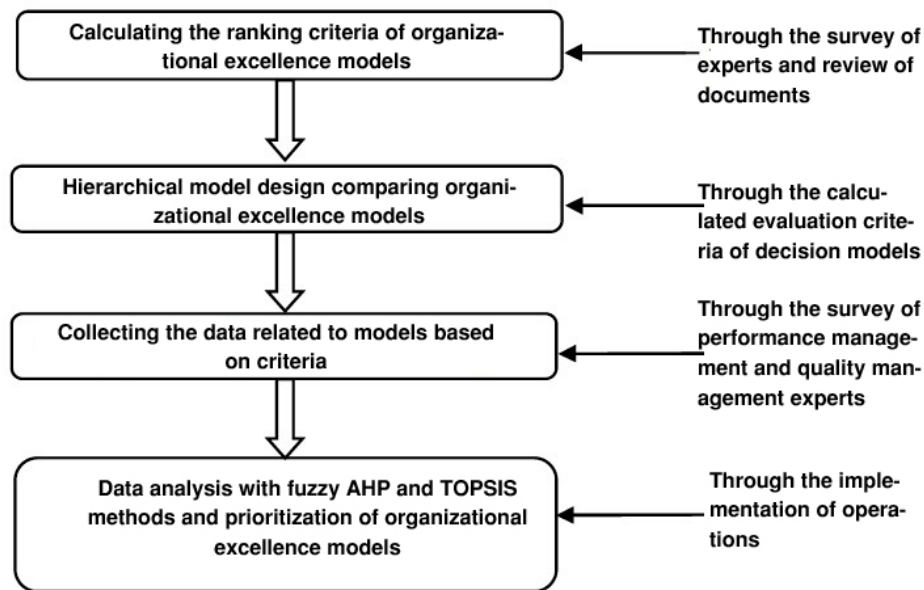 Calculating the ranking criteria of organiza-
tional excellence models
Through the survey of
experts and review of
documents
Hierarchical model design comparing organi-
zational excellence models
Through the calcu-
lated evaluation crite-
ria of decision models
Collecting the data related to models based
on criteria
Through the survey of
performance manage-
ment and quality man-
agement experts
Data analysis with fuzzy AHP and TOPSIS
methods and prioritization of organizational
excellence models
Through the imple-
mentation of opera-
tions